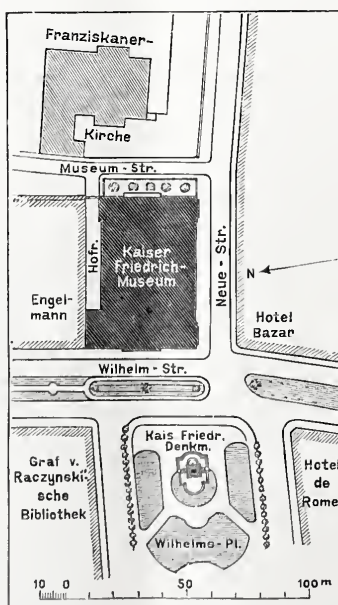 Franziskaner-
Kirche
Museum - Str.
Hofr.
Kaiser
Friedrich-
Museum
Neue - Str.
N
Engel-
mann
Hotel
Bazar
Wilhelm - Str.
Kais Friedr.
Denkm.
Graf v.
Raczynski-
sche
Bibliothek
Hotel
de
Rome
Wilhelms - Pl.
10 0 50 100 m